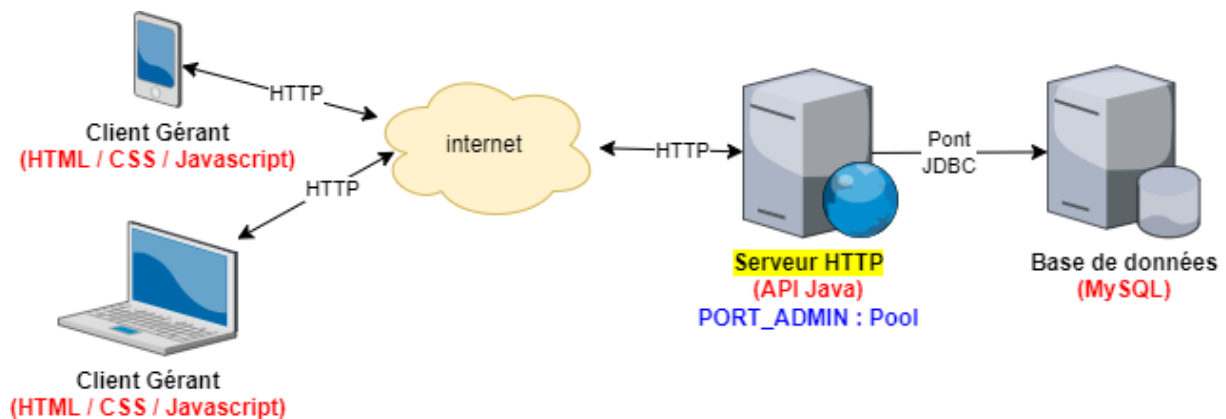 HTTP
Client Gérant
(HTML / CSS / Javascript)
HTTP
Client Gérant
(HTML / CSS / Javascript)
internet
HTTP
Serveur HTTP
(API Java)
PORT_ADMIN : Pool
Pont
JDBC
Base de données
(MySQL)